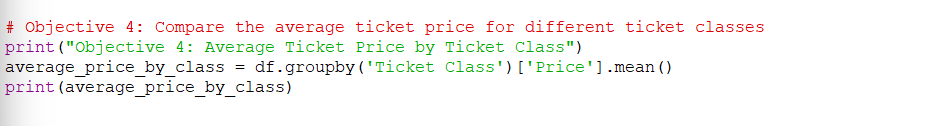 # Objective 4: Compare the average ticket price for different ticket classes
print("Objective 4: Average Ticket Price by Ticket Class")
average_price_by_class = df.groupby('Ticket Class')['Price'].mean()
print(average_price_by_class)